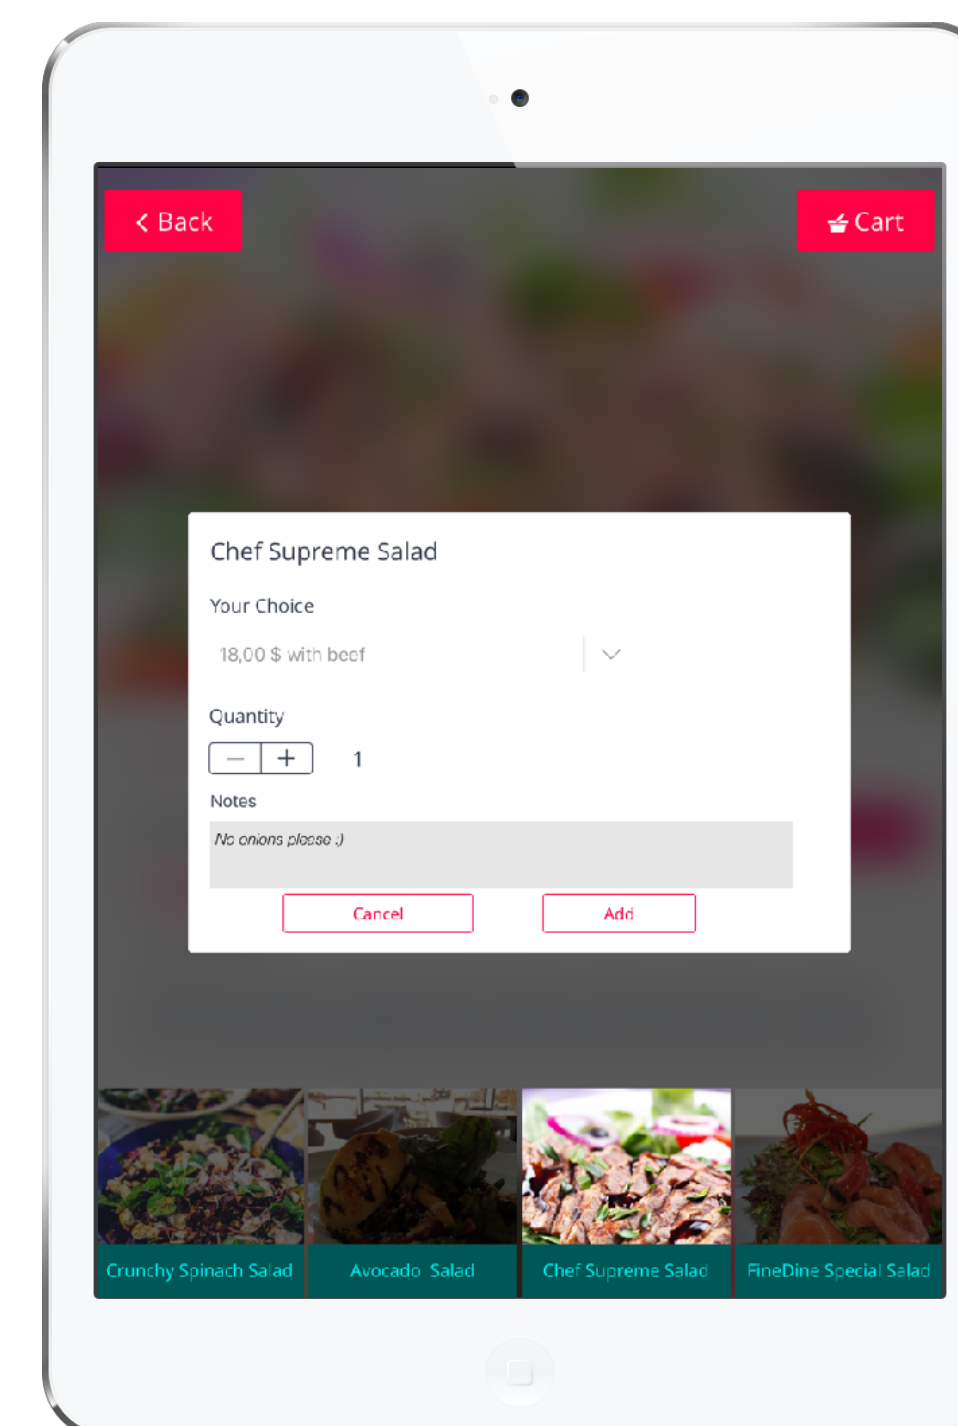 Back
Cart
Chef Supreme Salad
Your Choice
18,00 $ with beef
Quantity
1
Notes
No onions please :)
Cancel
Add
Crunchy Spinach Salad
Avocado Salad
Chef Supreme Salad
FineDine Special Salad